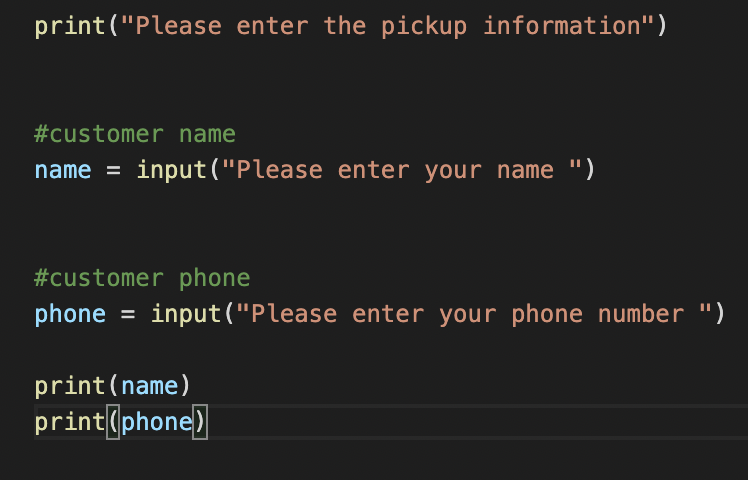 print("Please enter the pickup information")
#customer name
name = input("Please enter your name ")
#customer phone
phone = input("Please enter your phone number ")
print(name)
print(phone)